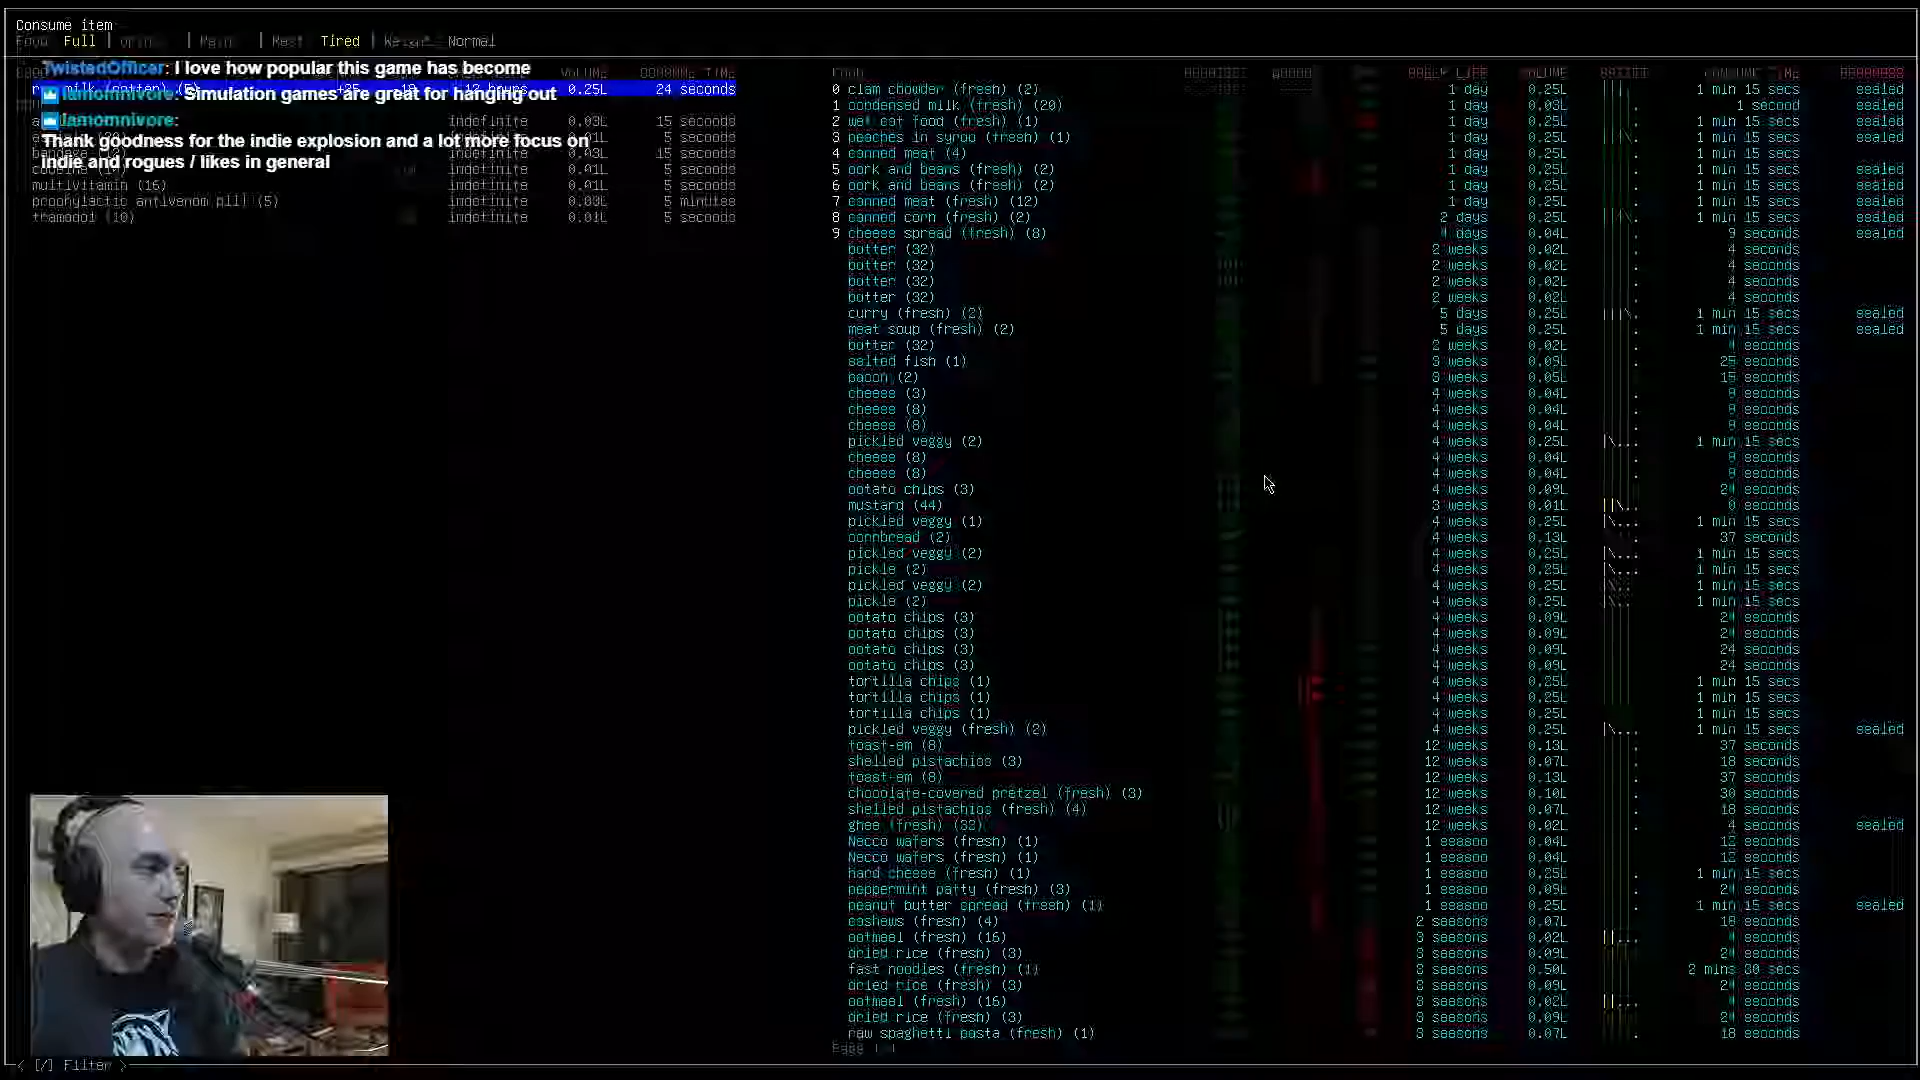 Consume item
Food Full | | | Rest Tired | Weight Normal
TwistedOfficer: I love how popular this game has become
VOLUME TIME
milk 0.25L 24 seconds
iamomnivore: Simulation games are great for hanging out
iamomnivore:
Thank goodness for the indie explosion and a lot more focus on
indie and rogues / likes in general
indefinite 0.03L 15 seconds
indefinite 0.01L 5 seconds
indefinite 0.03L 15 seconds
indefinite 0.01L 5 seconds
multivitamin (16) indefinite 0.01L 5 seconds
prophylactic antivenom pill (5) indefinite 5 minutes
tramadol (10) indefinite 0.01L 5 seconds
0 clam chowder (fresh) (2) 1 day 0.25L 1 min 15 secs sealed
1 condensed milk (fresh) (20) 1 day 0.03L 1 second sealed
2 wet cat food (fresh) (1) 1 day 0.25L 1 min 15 secs sealed
3 peaches in syrup (fresh) (1) 1 day 0.25L 1 min 15 secs sealed
4 canned meat (4) 1 day 0.25L 1 min 15 secs
5 pork and beans (fresh) (2) 1 day 0.25L 1 min 15 secs sealed
6 pork and beans (fresh) (2) 1 day 0.25L 1 min 15 secs sealed
7 canned meat (fresh) (12) 1 day 0.25L 1 min 15 secs sealed
8 canned corn (fresh) (2) 2 days 0.25L 1 min 15 secs sealed
9 cheese spread (fresh) (8) days 0.04L 9 seconds sealed
butter (32) 2 weeks 0.02L 4 seconds
butter (32) 2 weeks 0.02L 4 seconds
butter (32) 2 weeks 0.02L 4 seconds
butter (32) 2 weeks 0.02L 4 seconds
curry (fresh) (2) 5 days 0.25L 1 min 15 secs sealed
meat soup (fresh) (2) 5 days 0.25L 1 min 15 secs sealed
butter (32) 2 weeks 0.02L 4 seconds
salted fish (1) 3 weeks 0.09L seconds
bacon (2) 3 weeks 0.05L 15 seconds
cheese (3) 4 weeks 0.04L 9 seconds
cheese (8) 4 weeks 0.04L 9 seconds
cheese (8) 4 weeks 0.04L 9 seconds
pickled veggy (2) 4 weeks 0.25L |\... 1 min 15 secs
cheese (8) 4 weeks 0.04L 9 seconds
cheese (8) 4 weeks 0.04L 9 seconds
potato chips (3) 4 weeks 0.09L 24 seconds
mustard (44) 3 weeks 0.01L ||\.. 0 seconds
pickled veggy (1) 4 weeks 0.25L |\... 1 min 15 secs
cornbread (2) 4 weeks 0.13L 37 seconds
pickled veggy (2) 4 weeks 0.25L |\... 1 min 15 secs
pickle (2) 4 weeks 0.25L |\... 1 min 15 secs
pickled veggy (2) 4 weeks 0.25L |\... 1 min 15 secs
pickle (2) 4 weeks 0.25L |\... 1 min 15 secs
potato chips (3) 4 weeks 0.09L 24 seconds
potato chips (3) 4 weeks 0.09L 24 seconds
potato chips (3) 4 weeks 0.09L 24 seconds
potato chips (3) 4 weeks 0.09L 24 seconds
tortilla chips (1) 4 weeks 0.25L 1 min 15 secs
tortilla chips (1) 4 weeks 0.25L 1 min 15 secs
tortilla chips (1) 4 weeks 0.25L 1 min 15 secs
pickled veggy (fresh) (2) 4 weeks 0.25L |\... 1 min 15 secs sealed
toast-em (8) 12 weeks 0.13L 37 seconds
shelled pistachios (3) 12 weeks 0.07L 18 seconds
toast-em (8) 12 weeks 0.13L 37 seconds
chocolate-covered pretzel (fresh) (3) 12 weeks 0.10L 30 seconds
shelled pistachios (fresh) (4) 12 weeks 0.07L 18 seconds
ghee (fresh) (32) 12 weeks 0.02L 4 seconds sealed
Necco wafers (fresh) (1) 1 season 0.04L 12 seconds
Necco wafers (fresh) (1) 1 season 0.04L 12 seconds
hard cheese (fresh) (1) 1 season 0.25L 1 min 15 secs
peppermint patty (fresh) (3) 1 season 0.09L 24 seconds
peanut butter spread (fresh) (1) 1 season 0.25L 1 min 15 secs sealed
cashews (fresh) (4) 2 seasons 0.07L 18 seconds
oatmeal (fresh) (16) 3 seasons 0.02L ||... seconds
dried rice (fresh) (3) 3 seasons 0.09L 24 seconds
fast noodles (fresh) (1) 3 seasons 0.50L 2 mins 30 secs
dried rice (fresh) (3) 3 seasons 0.09L 24 seconds
oatmeal (fresh) (16) 3 seasons 0.02L ||... seconds
dried rice (fresh) (3) 3 seasons 0.09L 24 seconds
raw spaghetti pasta (fresh) (1) 3 seasons 0.07L 18 seconds
Page
< [/] Filter >